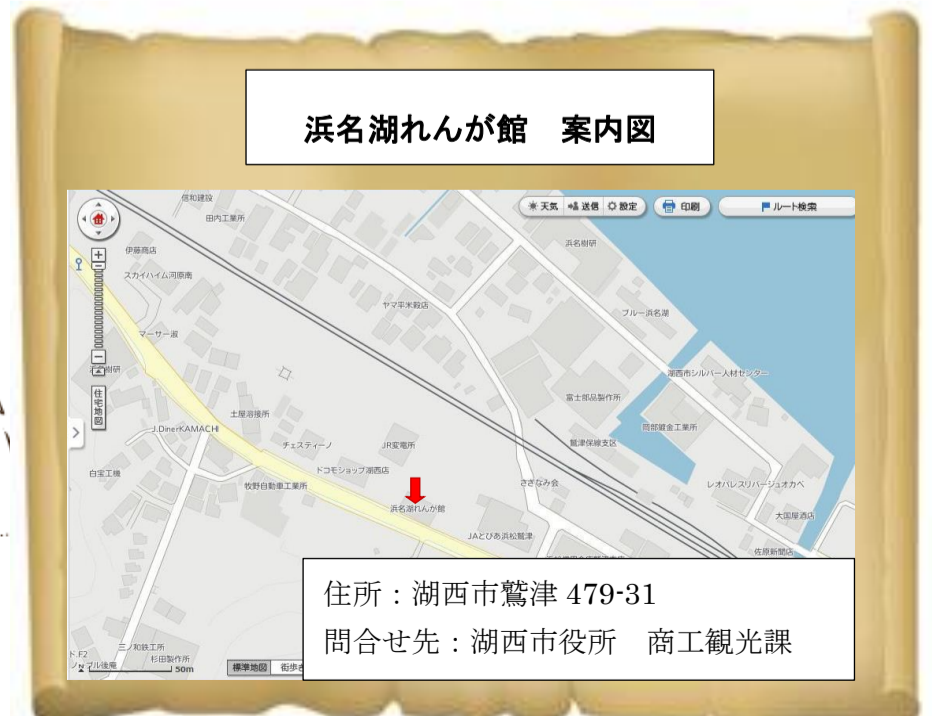 浜名湖れんが館　案内図
信和建設
田内工業所
天気 送信 設定 印刷 ルート検索
伊藤商店
スカイハイム河原南
浜名樹研
ヤマ平米穀店
ブルー浜名湖
マーサー淑
湖西市シルバー人材センター
住宅地図
富士部品製作所
土屋溶接所
岡部鍍金工業所
J.DinerKAMACHI
チェスティーノ
JR変電所
鷲津保線支区
ドコモショップ湖西店
白宝工機
牧野自動車工業所
さざなみ会
レオパレスリバージュオカベ
浜名湖れんが館
大国屋酒店
JAとぴあ浜松鷲津
佐原新聞店
住所：湖西市鷲津 479-31
問合せ先：湖西市役所　商工観光課
三ノ和鉄工所
杉田製作所
50m
標準地図